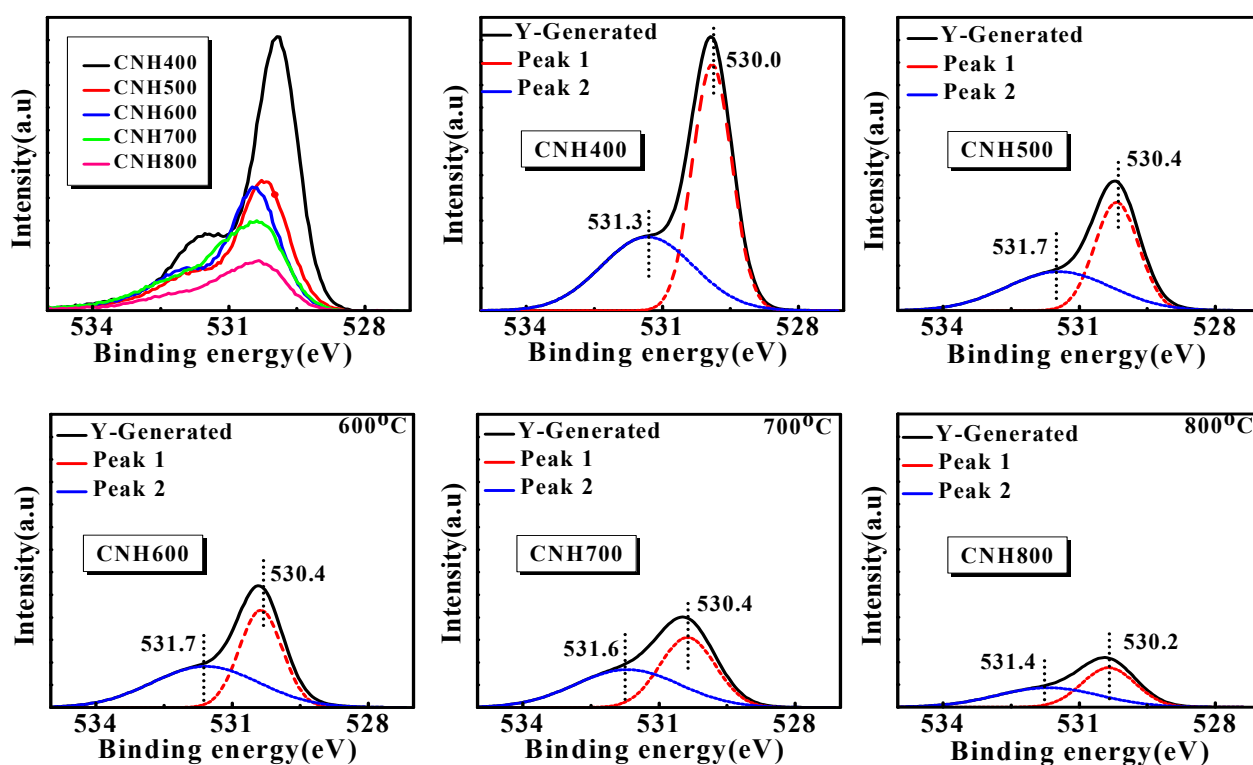 CNH400
CNH500
CNH600
CNH700
CNH800
Intensity(a.u)
534
531
528
Binding energy(eV)
Y-Generated
Peak 1
Peak 2
530.0
CNH400
531.3
Intensity(a.u)
534
531
528
Binding energy(eV)
Y-Generated
Peak 1
Peak 2
CNH500
530.4
531.7
Intensity(a.u)
534
531
528
Binding energy(eV)
600°C
Y-Generated
Peak 1
Peak 2
CNH600
530.4
531.7
Intensity(a.u)
534
531
528
Binding energy(eV)
700°C
Y-Generated
Peak 1
Peak 2
CNH700
530.4
531.6
Intensity(a.u)
534
531
528
Binding energy(eV)
800°C
Y-Generated
Peak 1
Peak 2
CNH800
530.2
531.4
Intensity(a.u)
534
531
528
Binding energy(eV)